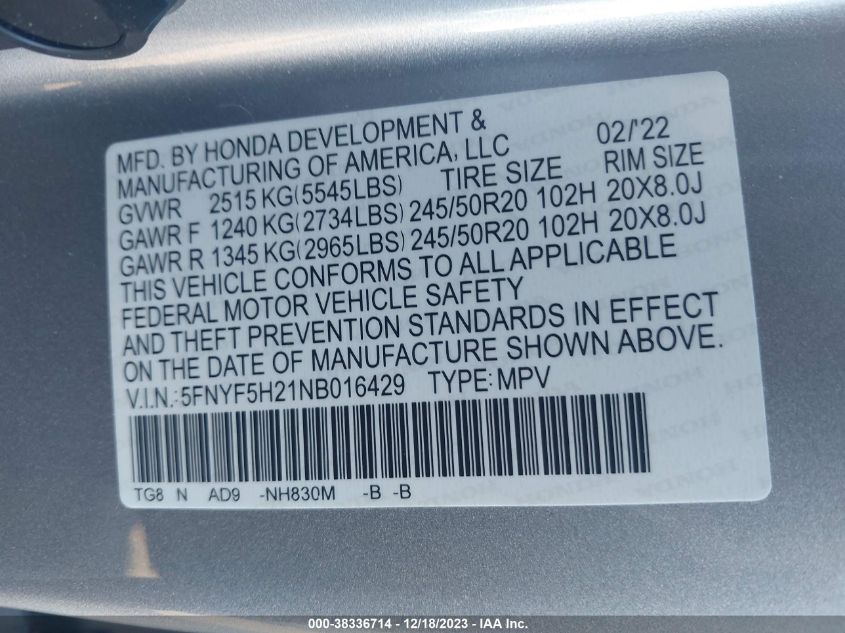 MFD. BY HONDA DEVELOPMENT &
MANUFACTURING OF AMERICA, LLC 02/'22
GVWR 2515 KG(5545LBS) TIRE SIZE RIM SIZE
GAWR F 1240 KG(2734LBS) 245/50R20 102H 20X8.0J
GAWR R 1345 KG(2965LBS) 245/50R20 102H 20X8.0J
THIS VEHICLE CONFORMS TO ALL APPLICABLE
FEDERAL MOTOR VEHICLE SAFETY
AND THEFT PREVENTION STANDARDS IN EFFECT
ON THE DATE OF MANUFACTURE SHOWN ABOVE.
V.I.N.: 5FNYF5H21NB016429 TYPE: MPV
TG8 N AD9 -NH830M -B -B
000-38336714 - 12/18/2023 - IAA Inc.